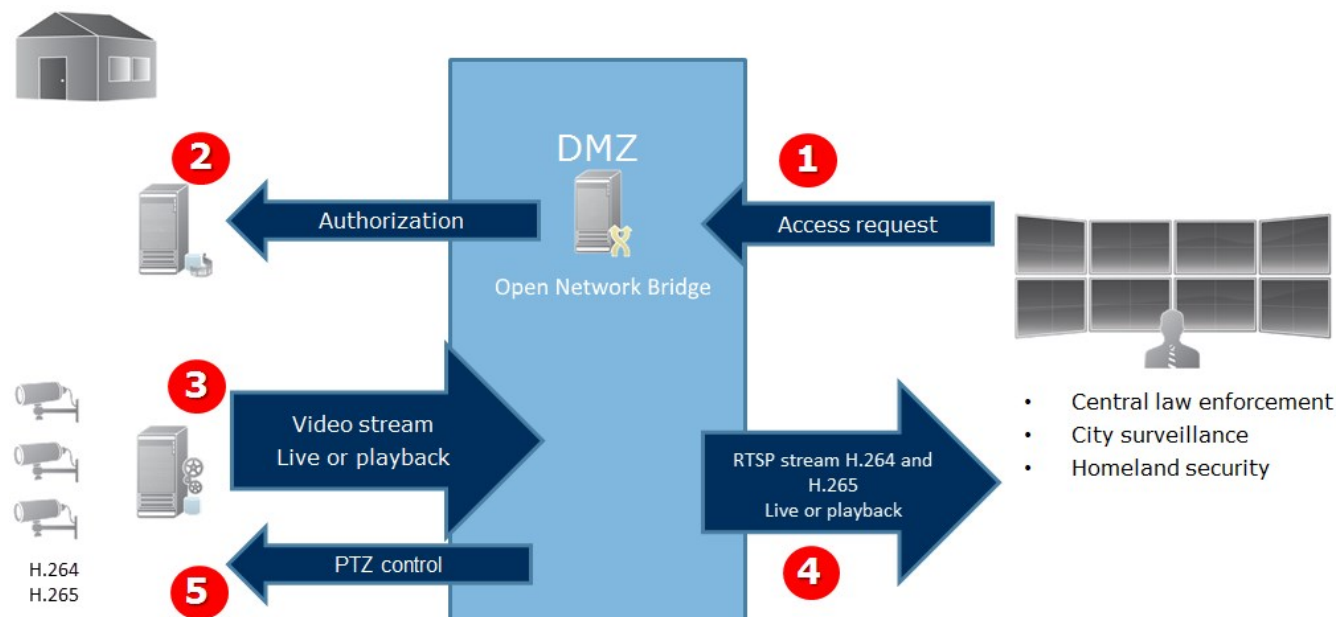 DMZ
2
1
Authorization
Access request
Open Network Bridge
3
Video stream
Live or playback
RTSP stream H.264 and
H.265
Live or playback
• Central law enforcement
• City surveillance
• Homeland security
H.264
H.265
5
PTZ control
4